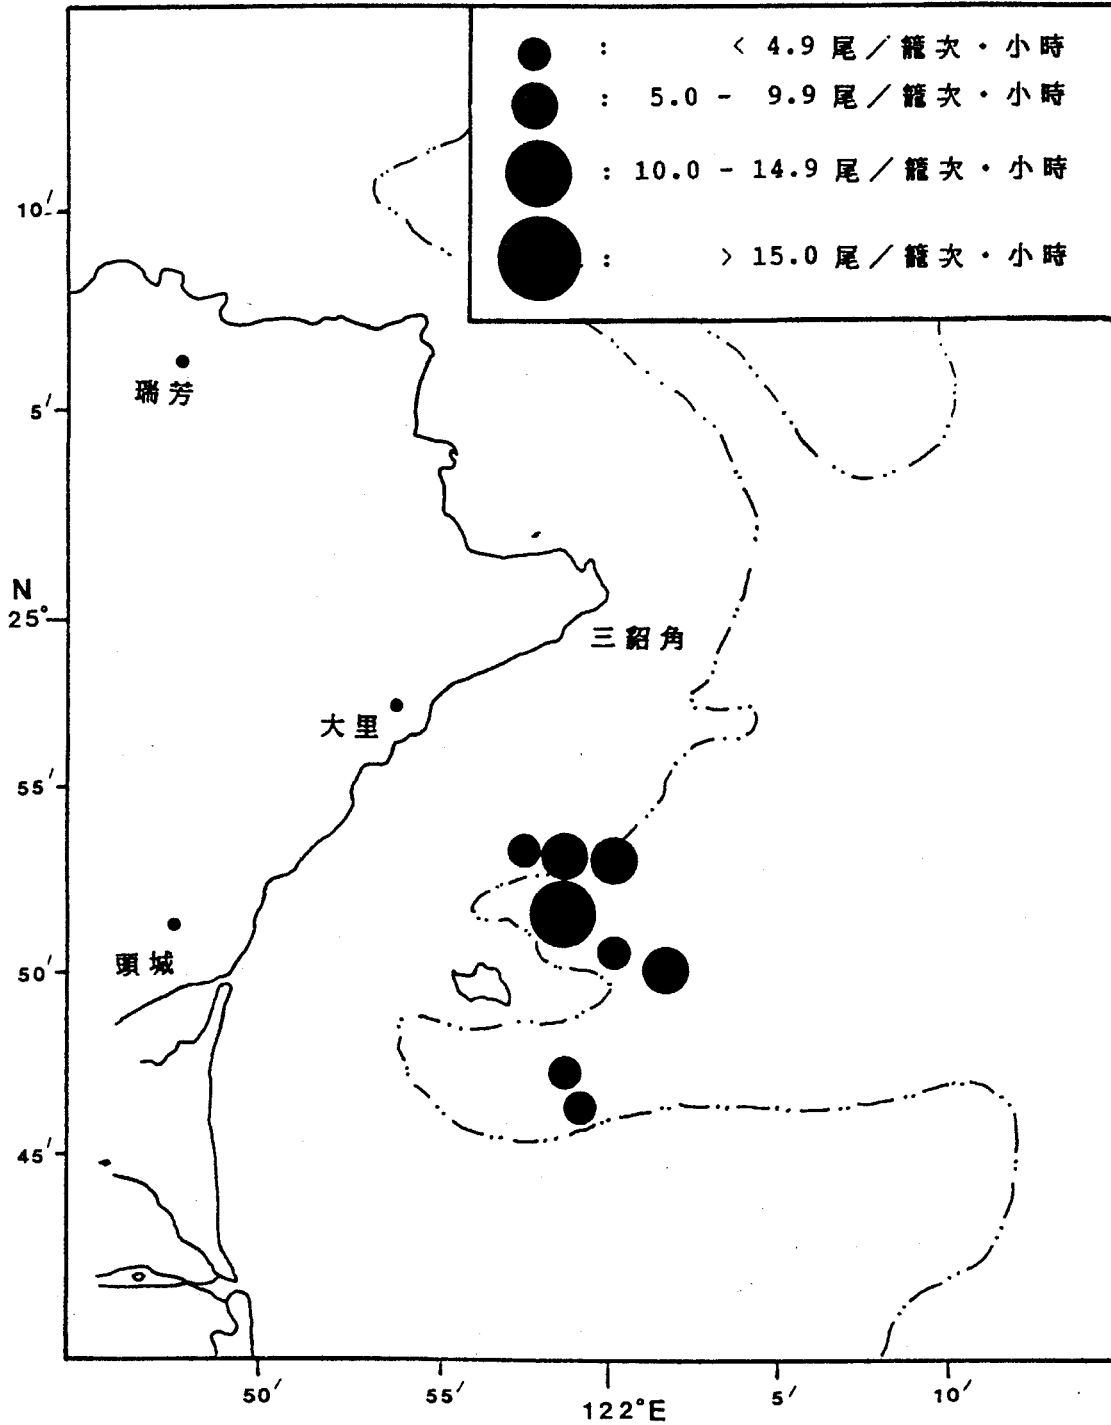 : < 4.9 尾／籠次・小時
: 5.0 - 9.9 尾／籠次・小時
: 10.0 - 14.9 尾／籠次・小時
: > 15.0 尾／籠次・小時
10′
瑞芳
5′
N
25°
三貂角
大里
55′
頭城
50′
45′
50′ 55′ 122°E 5′ 10′